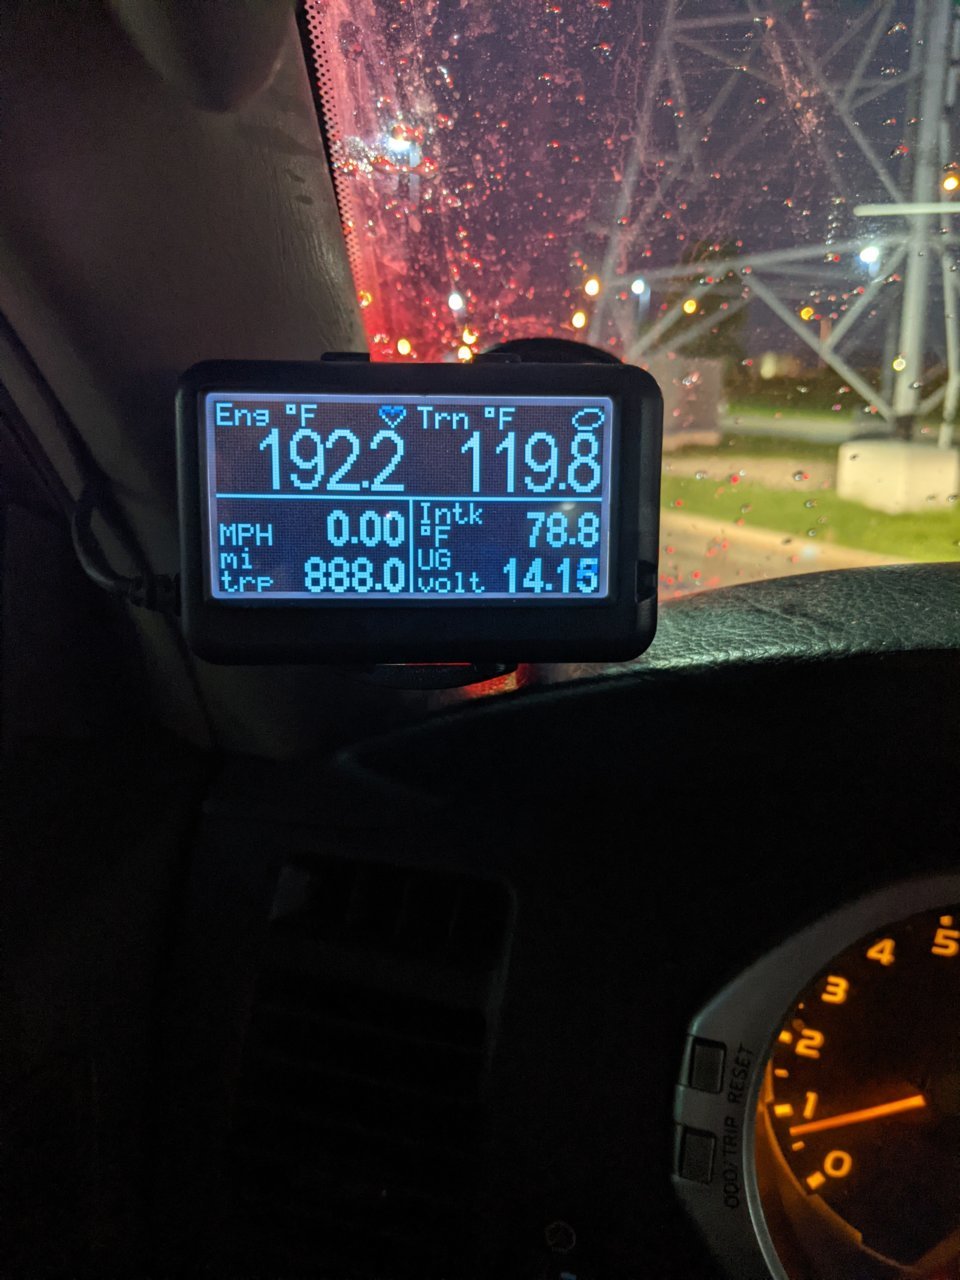 Eng °F
192.2
Trn °F
119.8
MPH 0.00
mi
trp 888.0
Intk
°F 78.8
UG
volt 14.15
5
4
3
2
1
0
RESET
ODO/TRIP